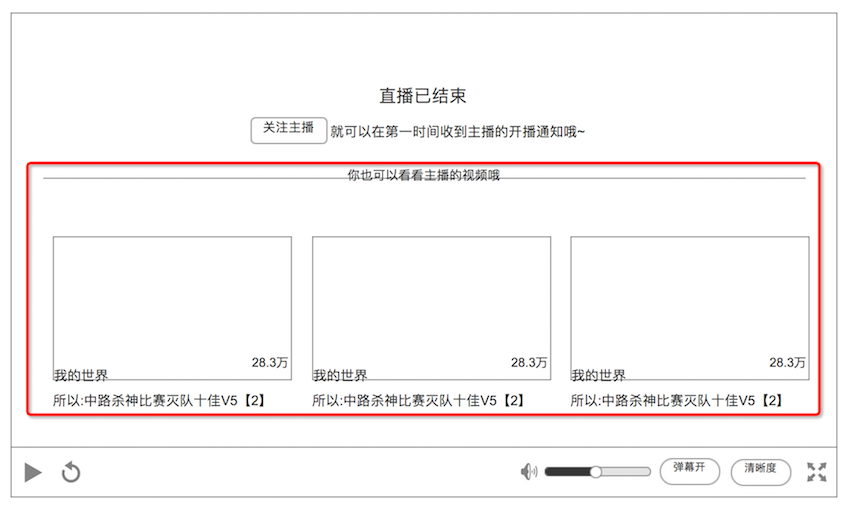 直播已结束
关注主播 就可以在第一时间收到主播的开播通知哦~
你也可以看看主播的视频哦
28.3万 28.3万 28.3万
我的世界 我的世界 我的世界
所以:中路杀神比赛灭队十佳V5【2】 所以:中路杀神比赛灭队十佳V5【2】 所以:中路杀神比赛灭队十佳V5【2】
弹幕开 清晰度